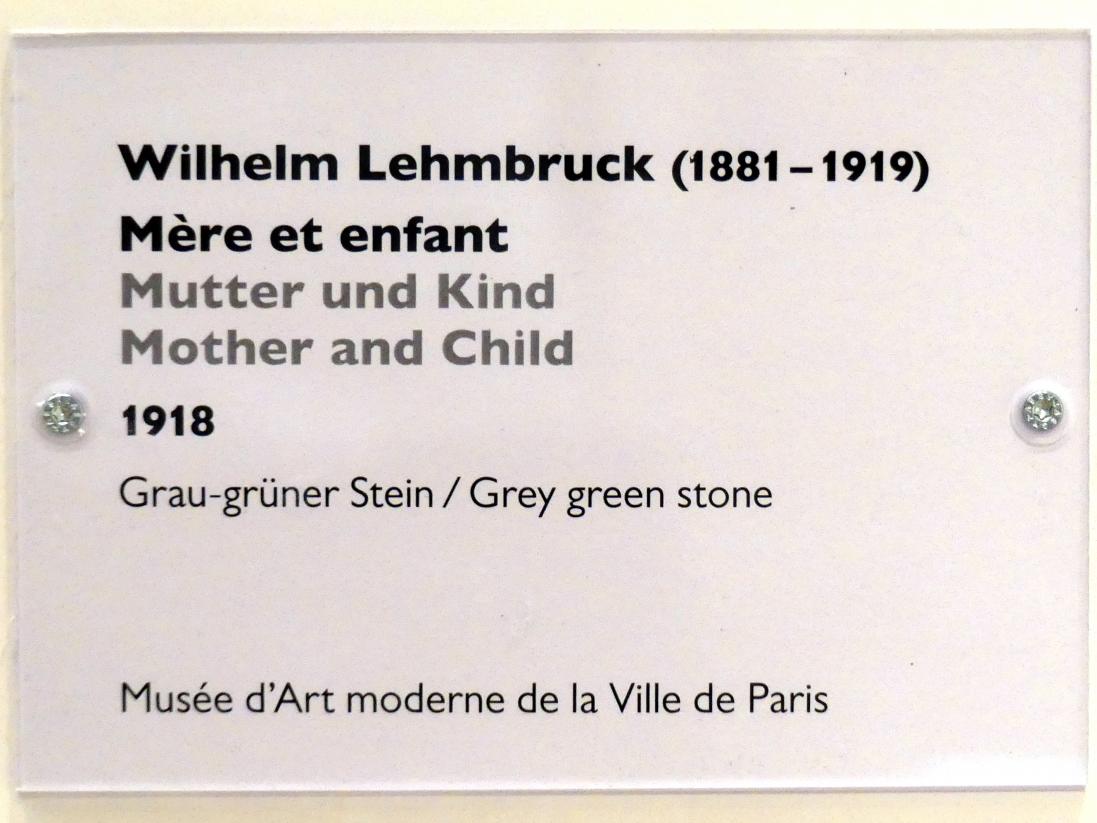 Wilhelm Lehmbruck (1881 – 1919)
Mère et enfant
Mutter und Kind
Mother and Child
1918
Grau-grüner Stein / Grey green stone
Musée d’Art moderne de la Ville de Paris